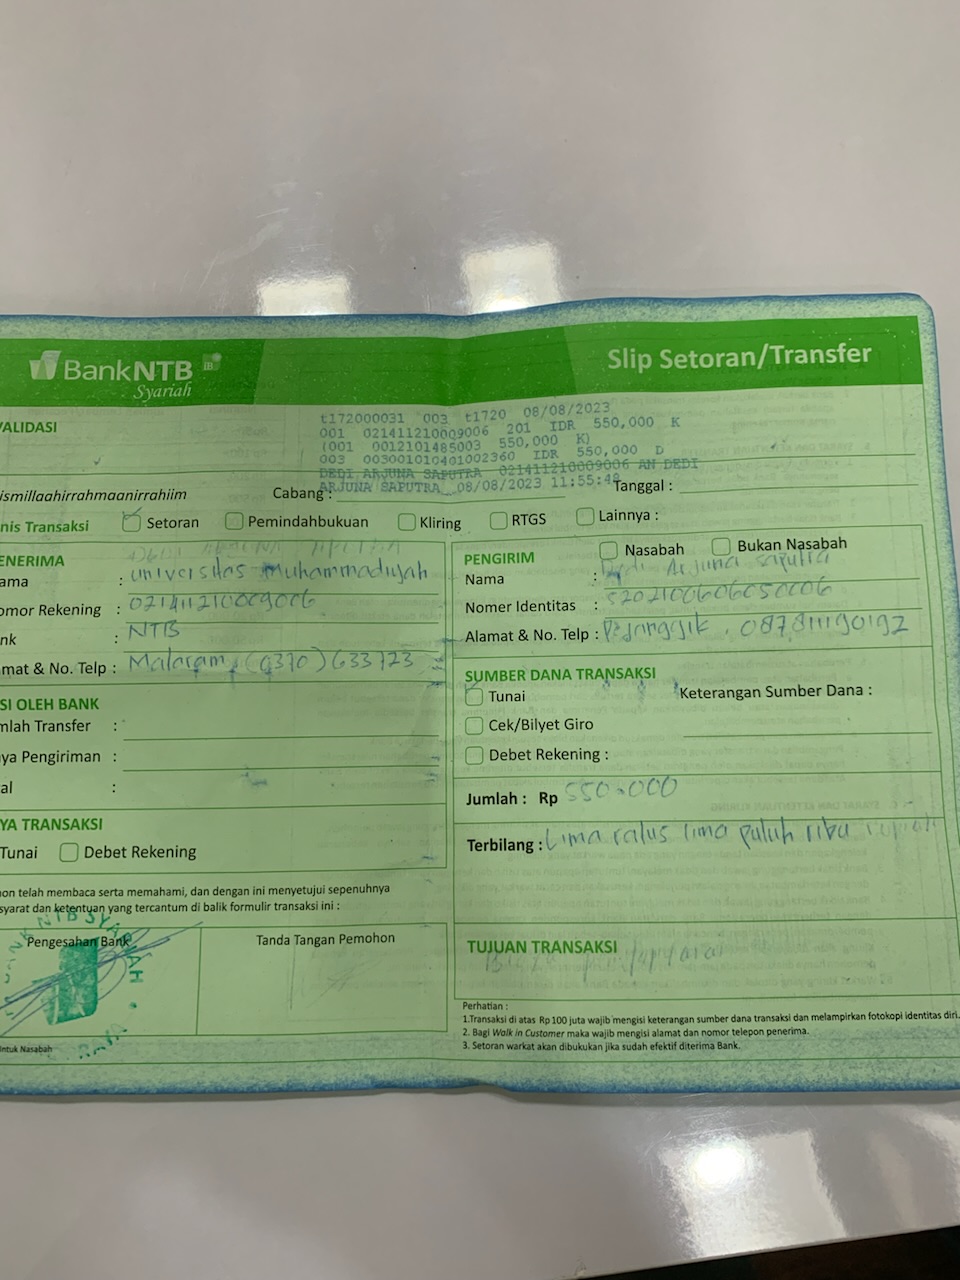 BankNTB
Syariah
Slip Setoran/Transfer
ALIDASI
t172000031 003 t1720 08/08/2023
001 021411210009006 201 IDR 550,000 K
(001 0012101485003 550,000 K)
003 003001010401002360 IDR 550,000 D
DEDI ARJUNA SAPUTRA 021411210009006 AN DEDI
ARJUNA SAPUTRA 08/08/2023 11:55:48
ismillaahirrahmaanirrahiim
Cabang :
Tanggal :
nis Transaksi
Setoran
Pemindahbukuan
Kliring
RTGS
Lainnya :
ENERIMA
ama : universitas Muhammadiyah
omor Rekening : 021411210009006
nk : NTB
mat & No. Telp : Mataram, (0370) 633723
SI OLEH BANK
mlah Transfer :
ya Pengiriman :
al :
YA TRANSAKSI
Tunai
Debet Rekening
on telah membaca serta memahami, dan dengan ini menyetujui sepenuhnya
syarat dan ketentuan yang tercantum di balik formulir transaksi ini :
Pengesahan Bank
Tanda Tangan Pemohon
ntuk Nasabah
PENGIRIM
Nasabah
Bukan Nasabah
Nama : Dedi Arjuna saputra
Nomer Identitas : 5202100606050006
Alamat & No. Telp :
SUMBER DANA TRANSAKSI
Tunai
Keterangan Sumber Dana :
Cek/Bilyet Giro
Debet Rekening :
Jumlah : Rp 550.000
Terbilang : Lima ratus lima puluh ribu rupiah
TUJUAN TRANSAKSI
Perhatian :
1.Transaksi di atas Rp 100 juta wajib mengisi keterangan sumber dana transaksi dan melampirkan fotokopi identitas diri.
2. Bagi Walk in Customer maka wajib mengisi alamat dan nomor telepon penerima.
3. Setoran warkat akan dibukukan jika sudah efektif diterima Bank.